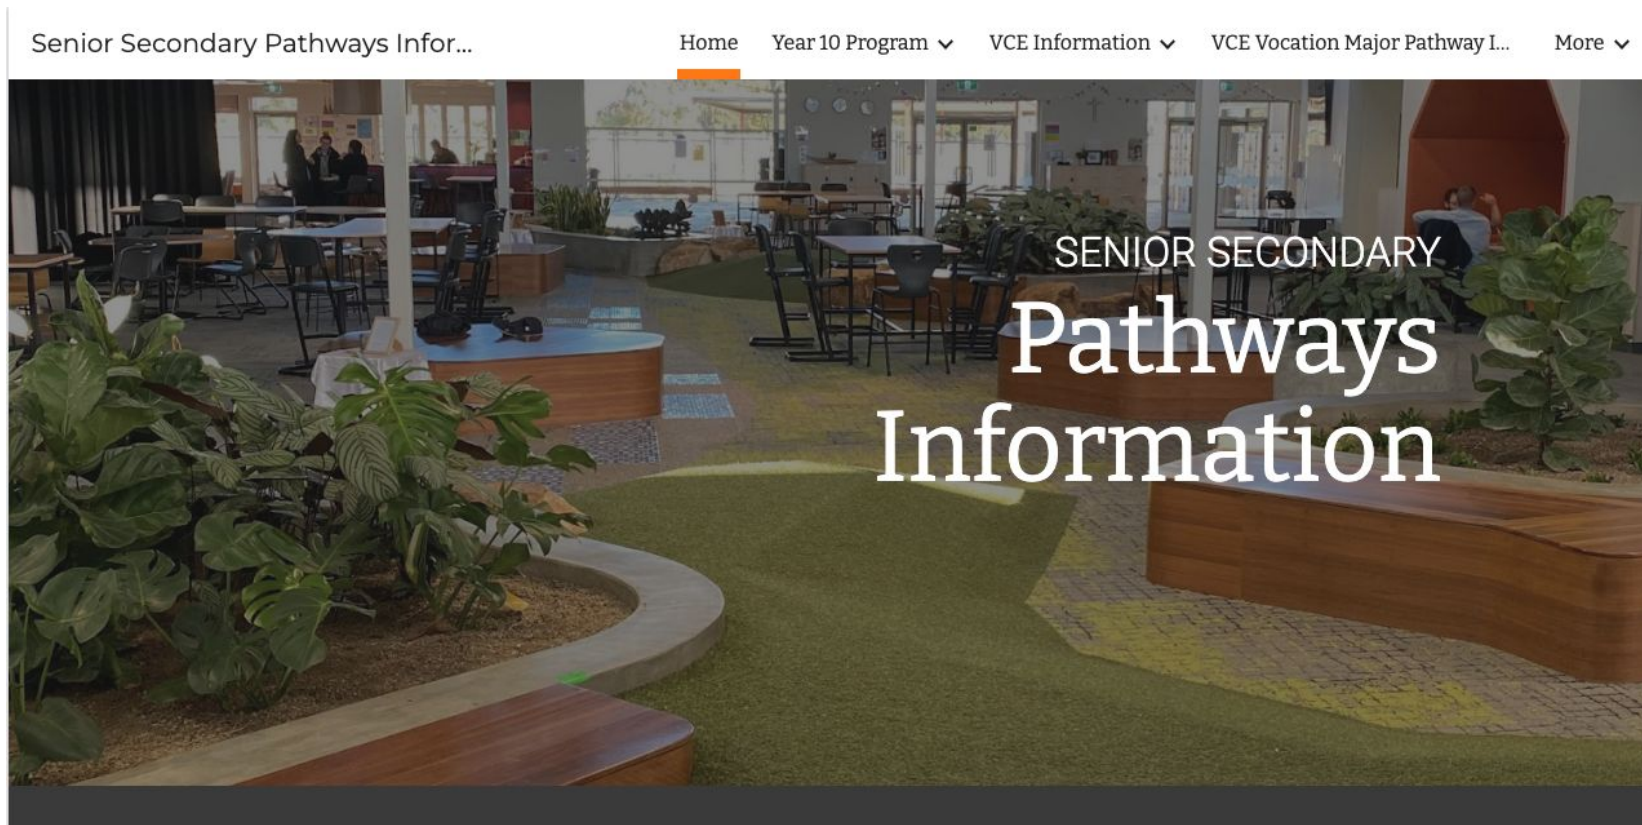 Senior Secondary Pathways Infor...
Home
Year 10 Program
VCE Information
VCE Vocation Major Pathway I...
More
SENIOR SECONDARY
Pathways
Information